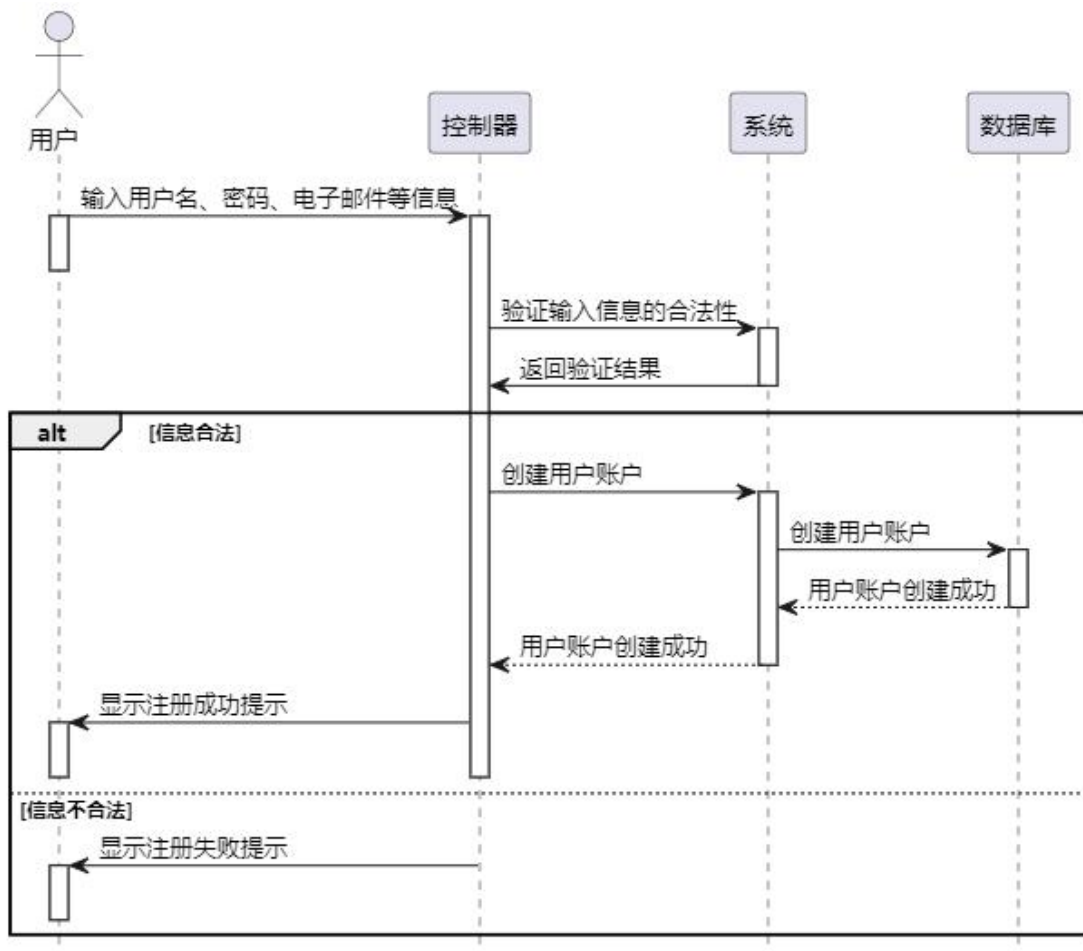 用户
控制器
系统
数据库
输入用户名、密码、电子邮件等信息
验证输入信息的合法性
返回验证结果
alt
[信息合法]
创建用户账户
创建用户账户
用户账户创建成功
用户账户创建成功
显示注册成功提示
[信息不合法]
显示注册失败提示